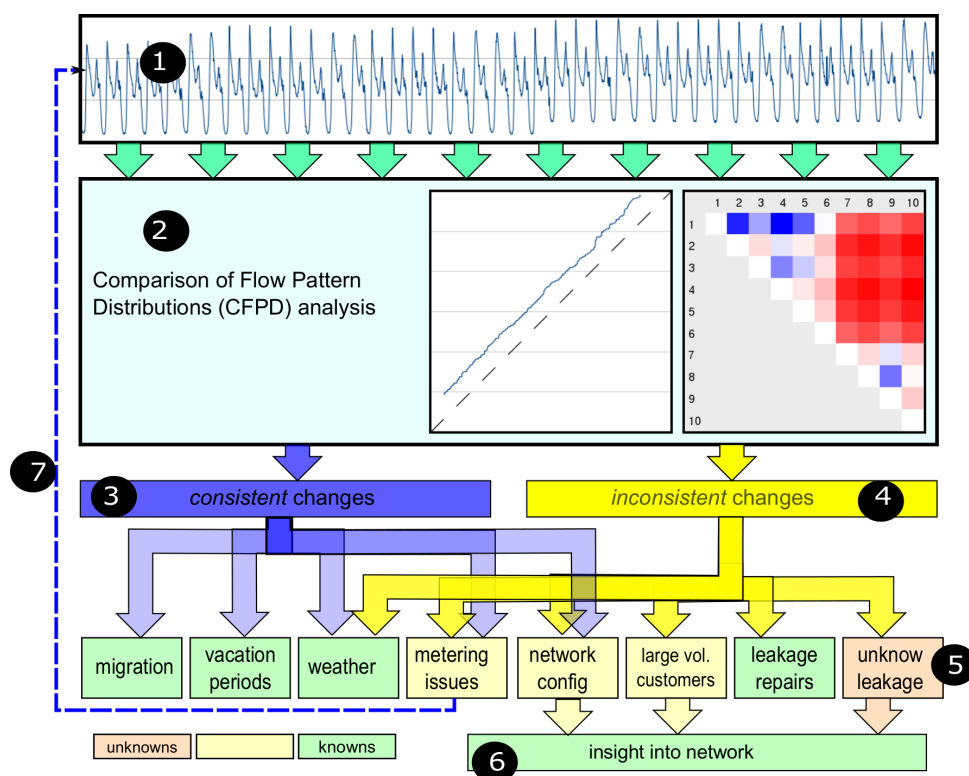 1
2
Comparison of Flow Pattern
Distributions (CFPD) analysis
1 2 3 4 5 6 7 8 9 10
1
2
3
4
5
6
7
8
9
10
7
3
consistent changes
inconsistent changes
4
migration
vacation
periods
weather
metering
issues
network
config
large vol.
customers
leakage
repairs
unknow
leakage
5
unknowns
knowns
6
insight into network